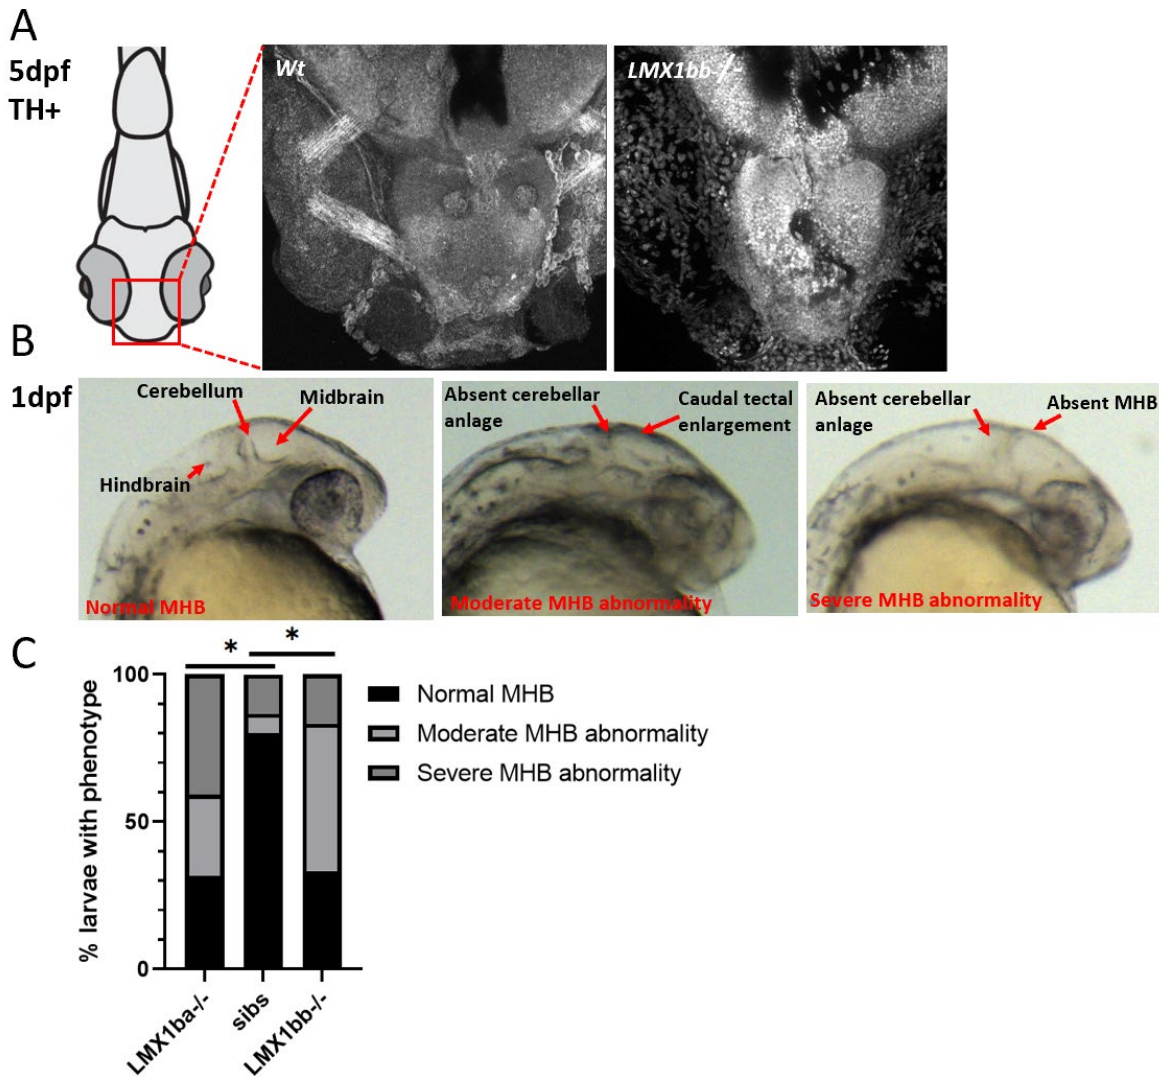 A
5dpf
TH+
Wt
LMX1bb-/-
B
1dpf
Cerebellum
Midbrain
Hindbrain
Normal MHB
Absent cerebellar
anlage
Caudal tectal
enlargement
Moderate MHB abnormality
Absent cerebellar
anlage
Absent MHB
Severe MHB abnormality
C
* *
% larvae with phenotype
100
50
0
LMX1ba-/-
sibs
LMX1bb-/-
Normal MHB
Moderate MHB abnormality
Severe MHB abnormality